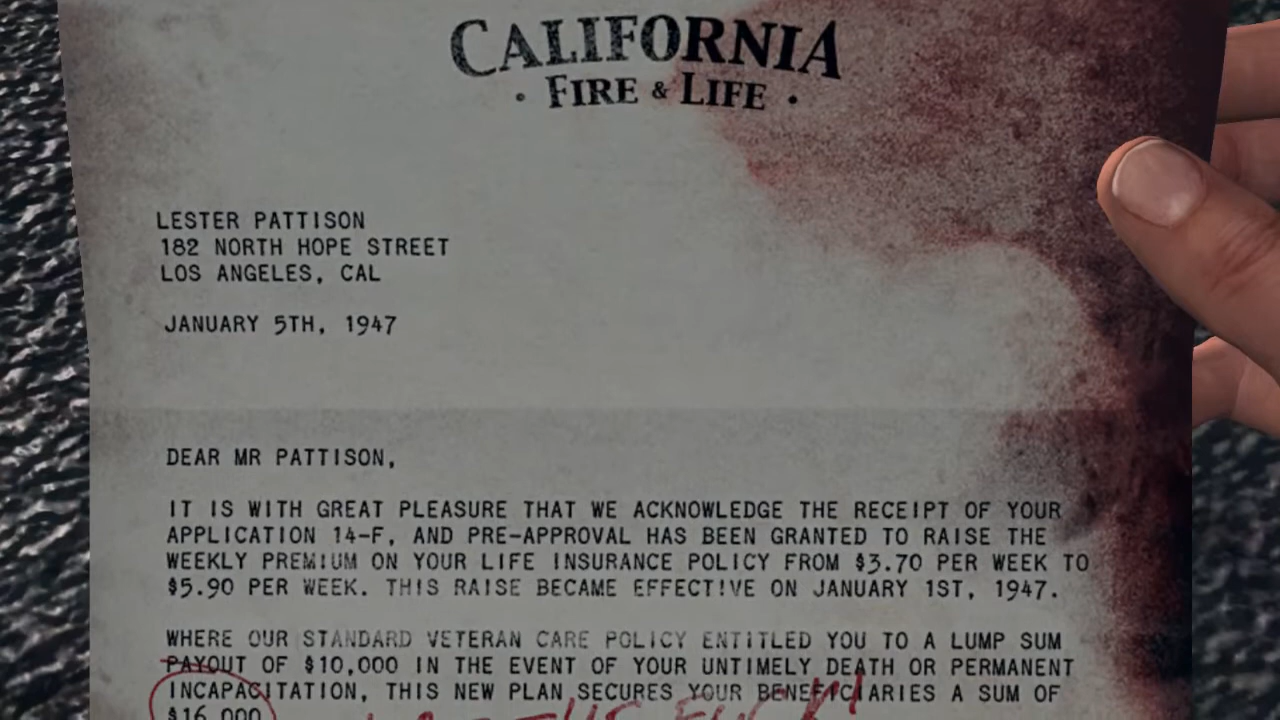 CALIFORNIA
• FIRE & LIFE •
LESTER PATTISON
182 NORTH HOPE STREET
LOS ANGELES, CAL
JANUARY 5TH, 1947
DEAR MR PATTISON,
IT IS WITH GREAT PLEASURE THAT WE ACKNOWLEDGE THE RECEIPT OF YOUR
APPLICATION 14-F, AND PRE-APPROVAL HAS BEEN GRANTED TO RAISE THE
WEEKLY PREMIUM ON YOUR LIFE INSURANCE POLICY FROM $3.70 PER WEEK TO
$5.90 PER WEEK. THIS RAISE BECAME EFFECTIVE ON JANUARY 1ST, 1947.
WHERE OUR STANDARD VETERAN CARE POLICY ENTITLED YOU TO A LUMP SUM
PAYOUT OF $10,000 IN THE EVENT OF YOUR UNTIMELY DEATH OR PERMANENT
INCAPACITATION, THIS NEW PLAN SECURES YOUR BENEFICIARIES A SUM OF
$16,000